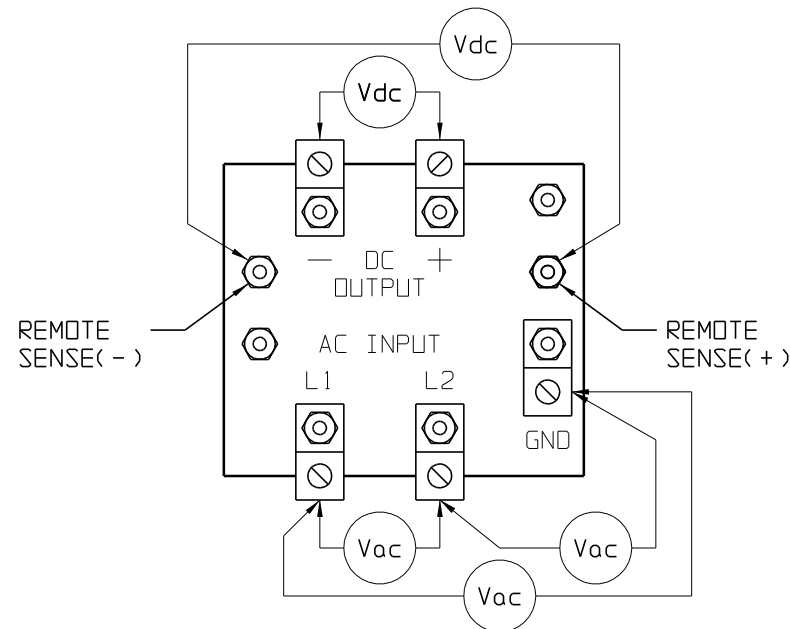 Vdc
Vdc
− DC +
OUTPUT
REMOTE
SENSE(-)
REMOTE
SENSE(+)
AC INPUT
L1 L2
GND
Vac
Vac
Vac